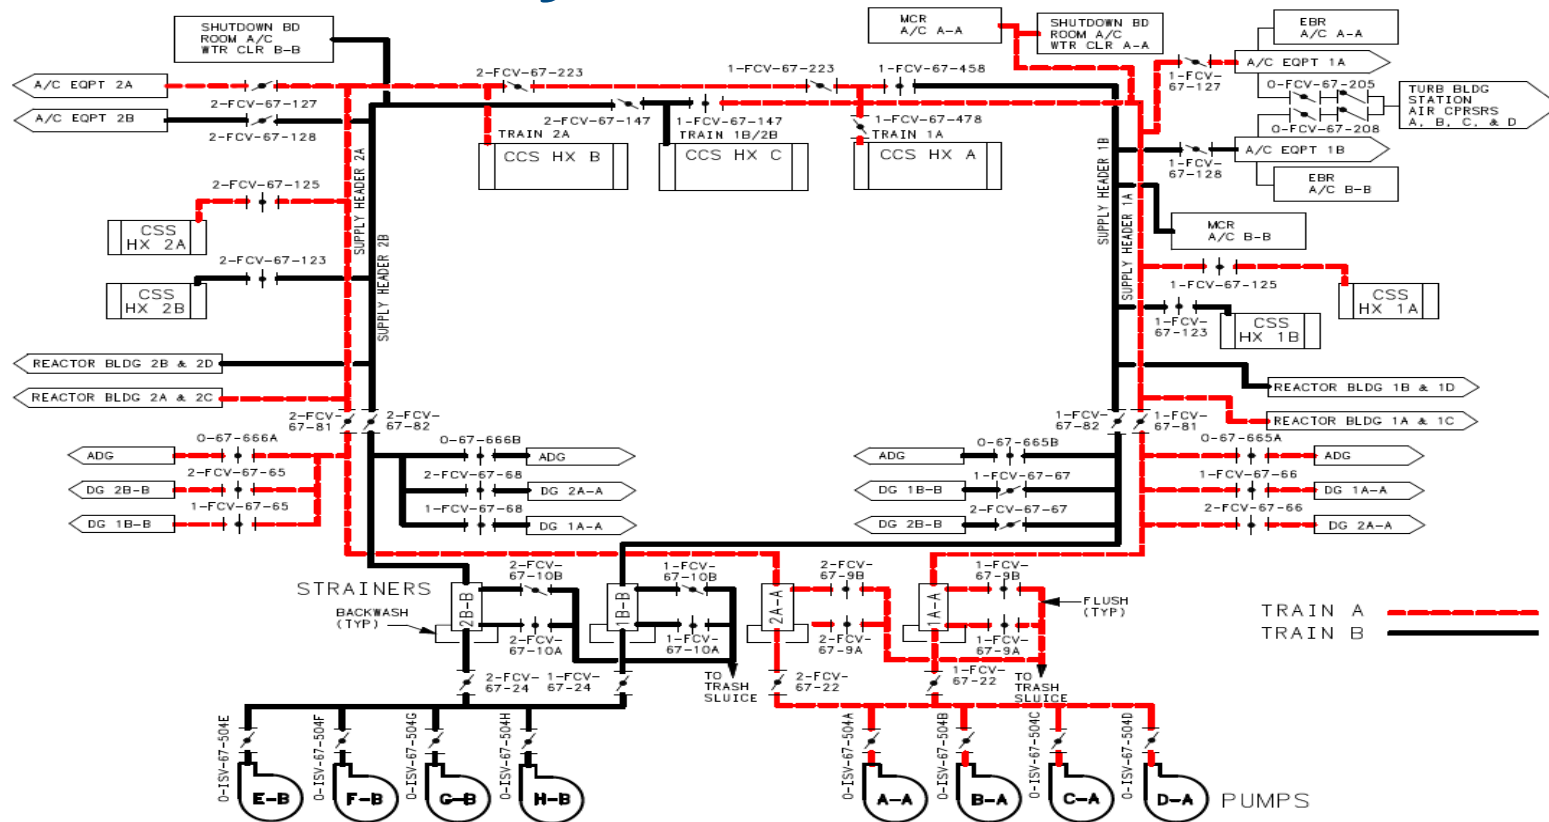 SHUTDOWN BD
ROOM A/C
WTR CLR B-B
MCR
A/C A-A
SHUTDOWN BD
ROOM A/C
WTR CLR A-A
EBR
A/C A-A
A/C EQPT 2A
2-FCV-67-127
A/C EQPT 2B
2-FCV-67-128
2-FCV-67-223
1-FCV-67-223
1-FCV-67-458
1-FCV-
67-127
A/C EQPT 1A
0-FCV-67-205
0-FCV-67-208
TURB BLDG
STATION
AIR CPRSRS
A, B, C, & D
2-FCV-67-147
1-FCV-67-147
1-FCV-67-478
TRAIN 2A
TRAIN 1B/2B
TRAIN 1A
CCS HX B
CCS HX C
CCS HX A
1-FCV-
67-128
A/C EQPT 1B
EBR
A/C B-B
SUPPLY HEADER 2A
SUPPLY HEADER 2B
SUPPLY HEADER 1B
SUPPLY HEADER 1A
2-FCV-67-125
CSS
HX 2A
2-FCV-67-123
CSS
HX 2B
MCR
A/C B-B
1-FCV-67-125
CSS
HX 1A
1-FCV-
67-123
CSS
HX 1B
REACTOR BLDG 2B & 2D
REACTOR BLDG 2A & 2C
REACTOR BLDG 1B & 1D
REACTOR BLDG 1A & 1C
2-FCV-
67-81
2-FCV-
67-82
1-FCV-
67-82
1-FCV-
67-81
0-67-666A
ADG
2-FCV-67-65
DG 2B-B
1-FCV-67-65
DG 1B-B
0-67-666B
ADG
2-FCV-67-68
DG 2A-A
1-FCV-67-68
DG 1A-A
0-67-665B
ADG
1-FCV-67-67
DG 1B-B
2-FCV-67-67
DG 2B-B
0-67-665A
ADG
1-FCV-67-66
DG 1A-A
2-FCV-67-66
DG 2A-A
STRAINERS
BACKWASH
(TYP)
2B-B
2-FCV-
67-10B
2-FCV-
67-10A
1B-B
1-FCV-
67-10B
1-FCV-
67-10A
2A-A
2-FCV-
67-9B
2-FCV-
67-9A
1A-A
1-FCV-
67-9B
1-FCV-
67-9A
FLUSH
(TYP)
TRAIN A
TRAIN B
2-FCV-
67-24
1-FCV-
67-24
TO
TRASH
SLUICE
2-FCV-
67-22
1-FCV-
67-22
TO
TRASH
SLUICE
0-ISV-67-504E
0-ISV-67-504F
0-ISV-67-504G
0-ISV-67-504H
0-ISV-67-504A
0-ISV-67-504B
0-ISV-67-504C
0-ISV-67-504D
E-B
F-B
G-B
H-B
A-A
B-A
C-A
D-A
PUMPS